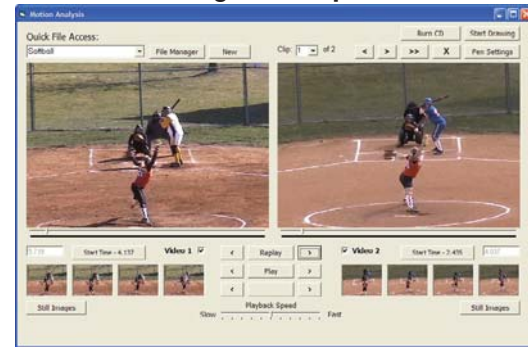 Motion Analysis
Burn CD Start Drawing
Quick File Access:
Softball File Manager New Clip: 1 of 2 < > >> X Pen Settings
Start Time - 4.137 Video 1 < Replay > Video 2 Start Time - 2.435
< Play >
< >
Still Images Playback Speed Still Images
Slow Fast